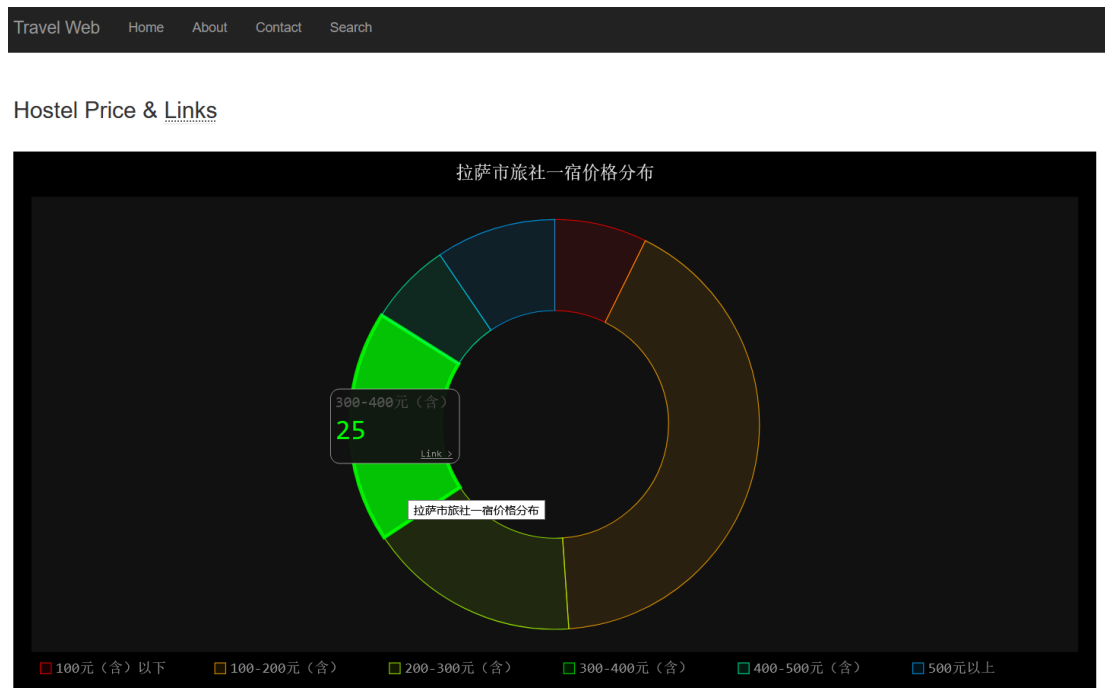 Travel Web Home About Contact Search
Hostel Price & Links
拉萨市旅社一宿价格分布
300-400元（含）
25
Link >
拉萨市旅社一宿价格分布
100元（含）以下 100-200元（含） 200-300元（含） 300-400元（含） 400-500元（含） 500元以上